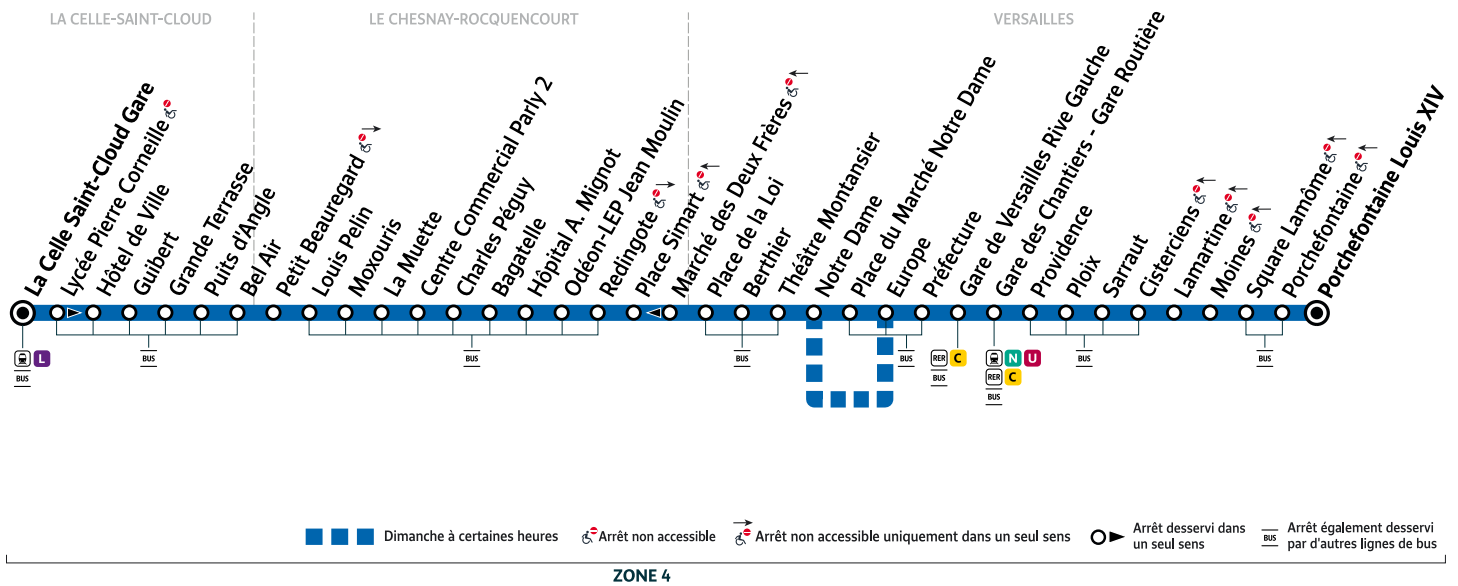 LA CELLE-SAINT-CLOUD
LE CHESNAY-ROCQUENCOURT
VERSAILLES
La Celle Saint-Cloud Gare
Lycée Pierre Corneille
Hôtel de Ville
Guibert
Grande Terrasse
Puits d'Angle
Bel Air
Petit Beauregard
Louis Pelin
Moxouris
La Muette
Centre Commercial Parly 2
Charles Péguy
Bagatelle
Hôpital A. Mignot
Odéon-LEP Jean Moulin
Redingote
Place Simart
Marché des Deux Frères
Place de la Loi
Berthier
Théâtre Montansier
Notre Dame
Place du Marché Notre Dame
Europe
Préfecture
Gare de Versailles Rive Gauche
Gare des Chantiers - Gare Routière
Providence
Ploix
Sarraut
Cisterciens
Lamartine
Moines
Square Lamôme
Porchefontaine
Porchefontaine Louis XIV
L
BUS
BUS
BUS
BUS
BUS
RER C
BUS
N U
RER C
BUS
BUS
BUS
Dimanche à certaines heures
Arrêt non accessible
Arrêt non accessible uniquement dans un seul sens
Arrêt desservi dans
un seul sens
BUS
Arrêt également desservi
par d'autres lignes de bus
ZONE 4